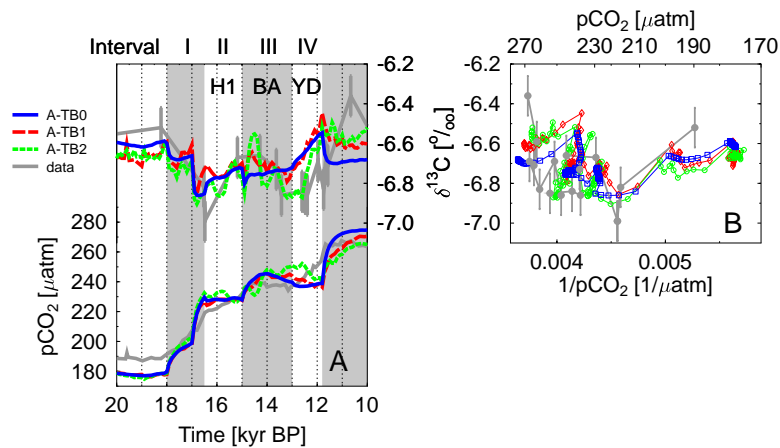 Interval I II III IV
H1 BA YD
A-TB0
A-TB1
A-TB2
data
-6.2
-6.4
-6.6
-6.8
-7.0
δ13C [o/oo]
280
260
240
220
200
180
pCO2 [μatm]
A
20 18 16 14 12 10
Time [kyr BP]
pCO2 [μatm]
270 250 230 210 190 170
-6.2
-6.4
-6.6
-6.8
-7.0
B
0.004 0.005
1/pCO2 [1/μatm]